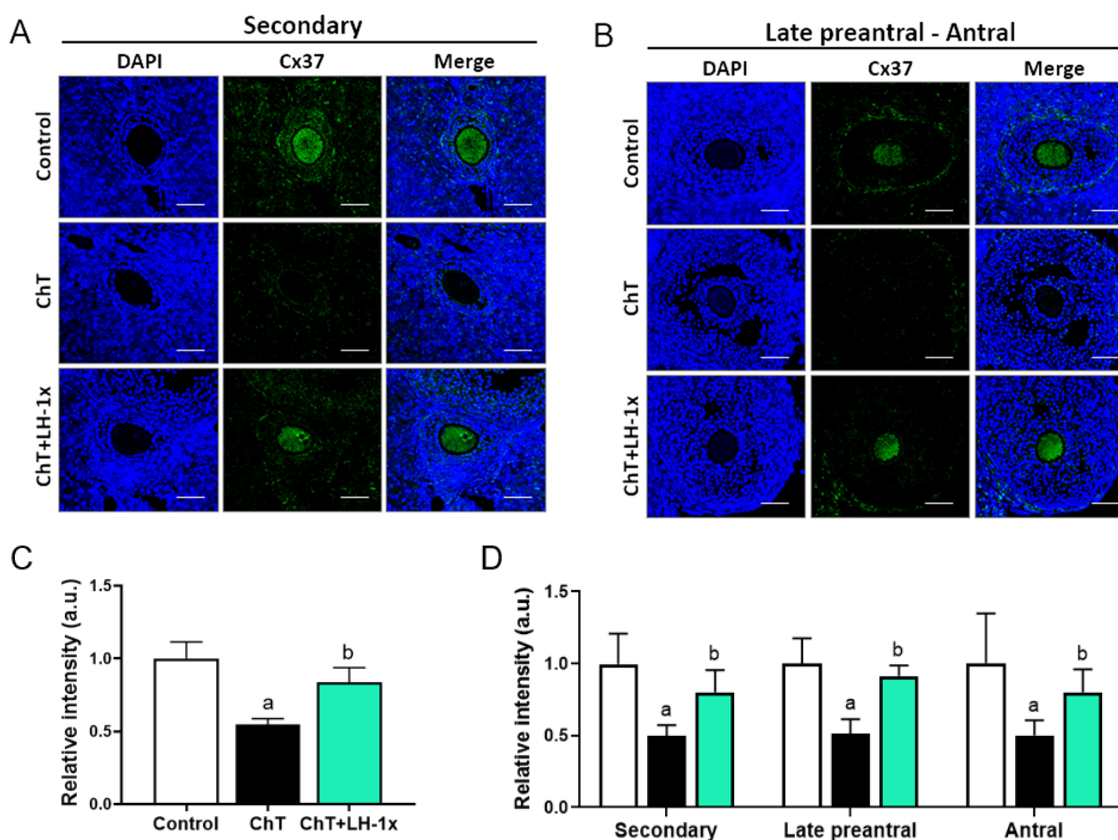 A
Secondary
DAPI Cx37 Merge
Control
ChT
ChT+LH-1x
B
Late preantral - Antral
DAPI Cx37 Merge
Control
ChT
ChT+LH-1x
C
Relative intensity (a.u.)
1.5
1.0
0.5
0.0
a
b
Control ChT ChT+LH-1x
D
Relative intensity (a.u.)
1.5
1.0
0.5
0.0
a b a b a b
Secondary Late preantral Antral